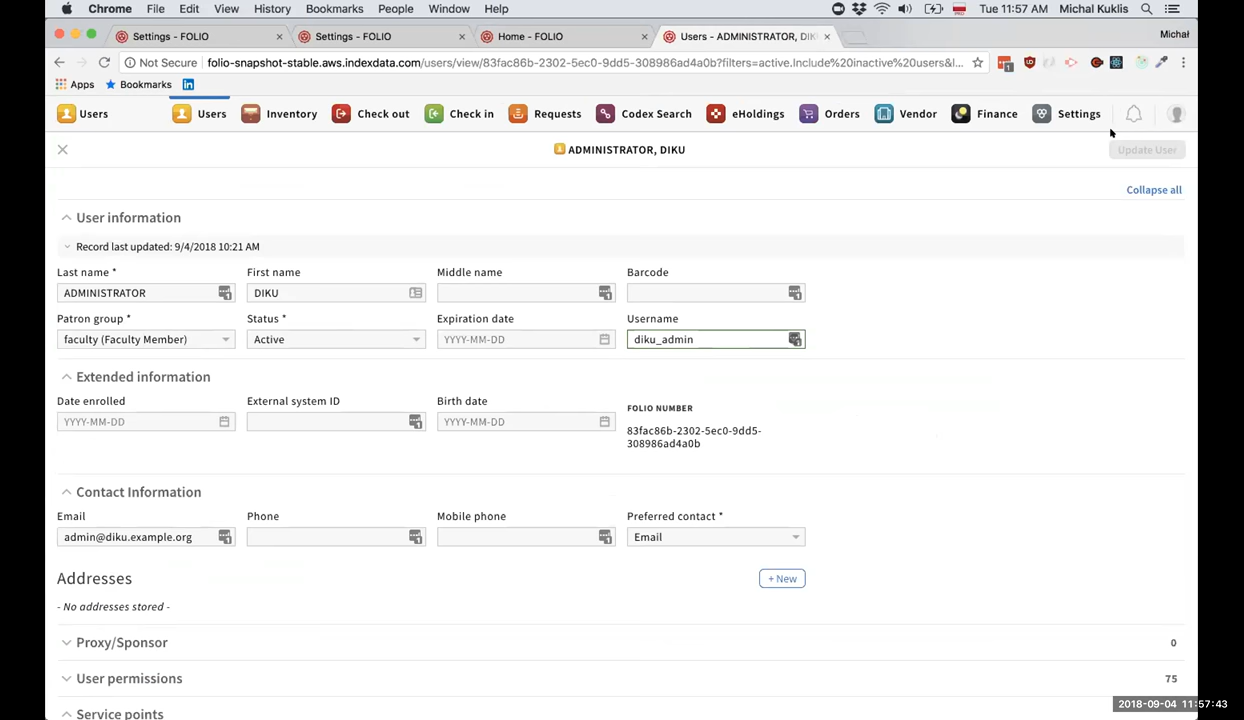 Chrome File Edit View History Bookmarks People Window Help Tue 11:57 AM Michal Kuklis
Settings - FOLIO × Settings - FOLIO × Home - FOLIO × Users - ADMINISTRATOR, DIK × Michał
Not Secure folio-snapshot-stable.aws.indexdata.com/users/view/83fac86b-2302-5ec0-9dd5-308986ad4a0b?filters=active.Include%20inactive%20users&l...
Apps Bookmarks
Users Users Inventory Check out Check in Requests Codex Search eHoldings Orders Vendor Finance Settings
ADMINISTRATOR, DIKU Update User
Collapse all
User information
Record last updated: 9/4/2018 10:21 AM
Last name * First name Middle name Barcode
ADMINISTRATOR DIKU
Patron group * Status * Expiration date Username
faculty (Faculty Member) Active YYYY-MM-DD diku_admin
Extended information
Date enrolled External system ID Birth date FOLIO NUMBER
YYYY-MM-DD YYYY-MM-DD 83fac86b-2302-5ec0-9dd5-
308986ad4a0b
Contact Information
Email Phone Mobile phone Preferred contact *
admin@diku.example.org Email
Addresses + New
- No addresses stored -
Proxy/Sponsor 0
User permissions 75
Service points
2018-09-04 11:57:43